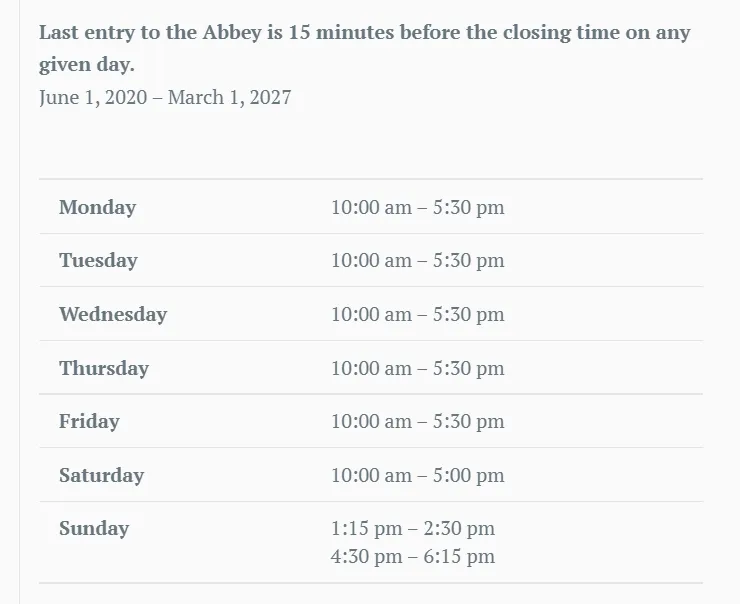 Last entry to the Abbey is 15 minutes before the closing time on any
given day.
June 1, 2020 – March 1, 2027
Monday 10:00 am – 5:30 pm
Tuesday 10:00 am – 5:30 pm
Wednesday 10:00 am – 5:30 pm
Thursday 10:00 am – 5:30 pm
Friday 10:00 am – 5:30 pm
Saturday 10:00 am – 5:00 pm
Sunday 1:15 pm – 2:30 pm
4:30 pm – 6:15 pm